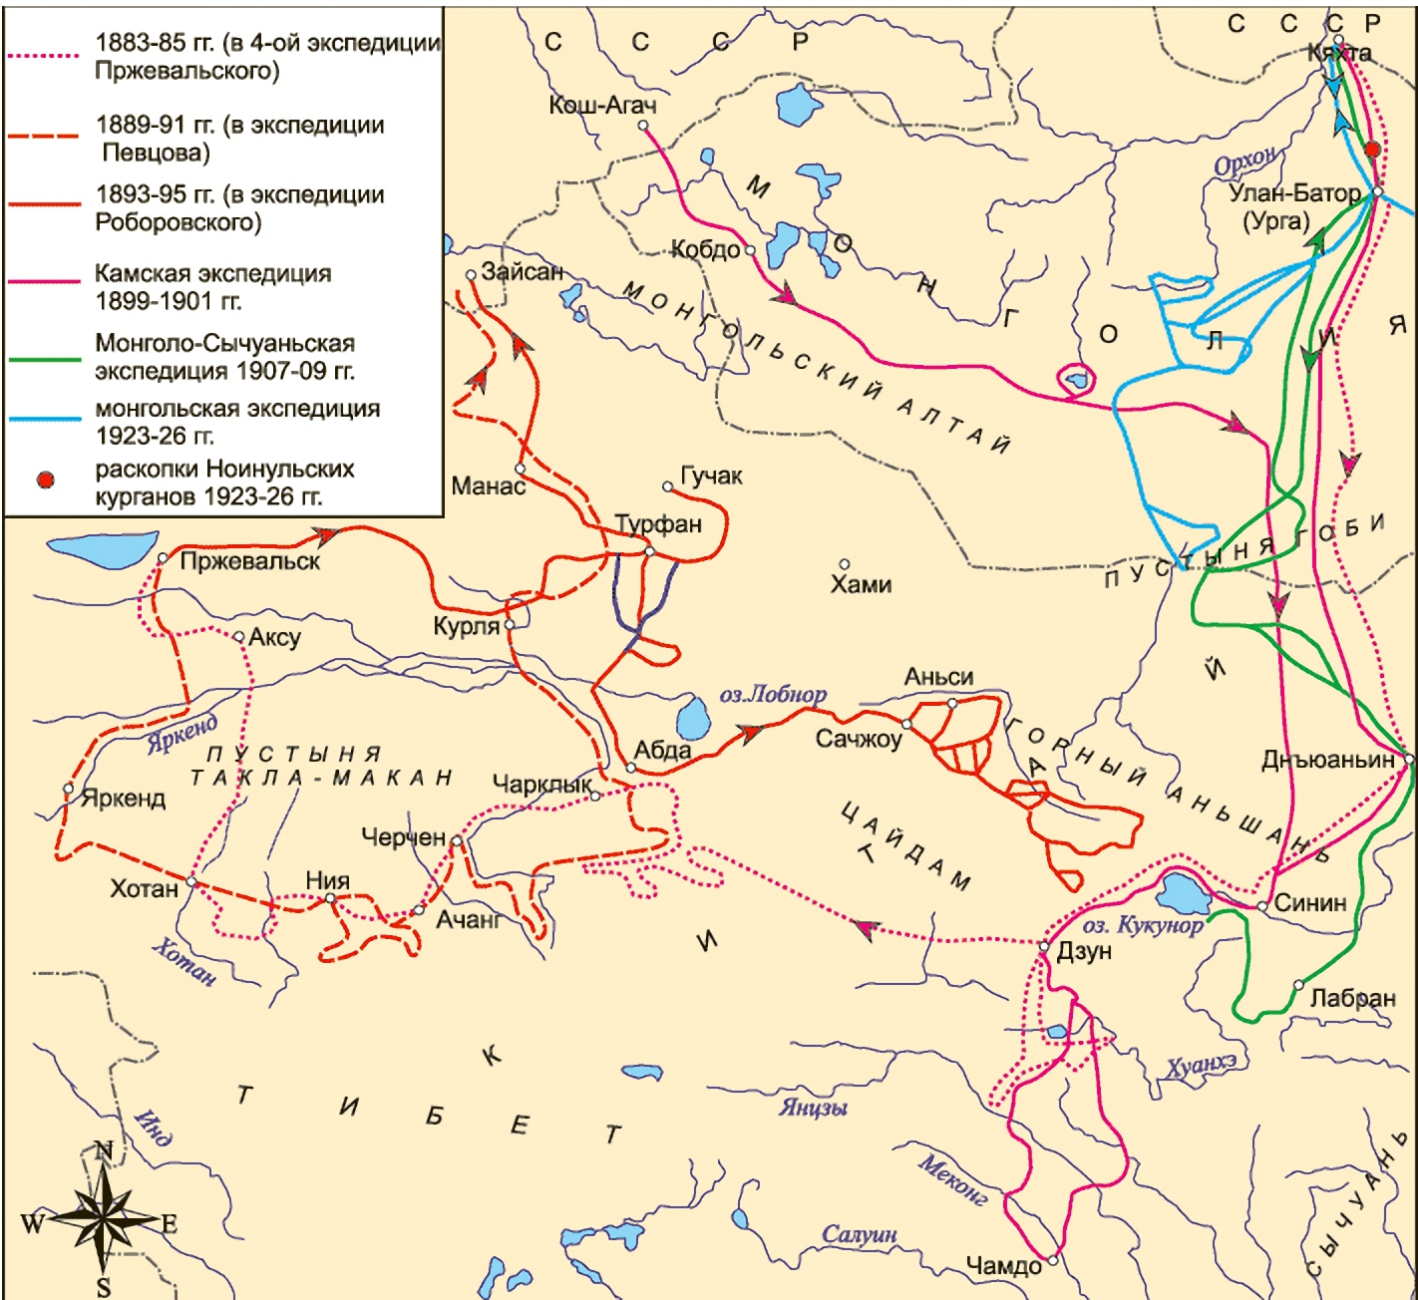 1883-85 гг. (в 4-ой экспедиции
Пржевальского)
1889-91 гг. (в экспедиции
Певцова)
1893-95 гг. (в экспедиции
Роборовского)
Камская экспедиция
1899-1901 гг.
Монголо-Сычуаньская
экспедиция 1907-09 гг.
монгольская экспедиция
1923-26 гг.
раскопки Ноинульских
курганов 1923-26 гг.
С С С Р
С С С Р
Кяхта
Кош-Агач
Орхон
Улан-Батор
(Урга)
МОНГОЛИЯ
Кобдо
Зайсан
МОНГОЛЬСКИЙ АЛТАЙ
Манас
Гучак
Турфан
Хами
ПУСТЫНЯ ГОБИ
Пржевальск
Курля
Аксу
оз.Лобнор
Аньси
Сачжоу
Абда
Яркенд
ПУСТЫНЯ
ТАКЛА-МАКАН
Чарклык
Яркенд
Черчен
Днъюаньин
ГОРНЫЙ АНЬШАНЬ
ЦАЙДАМ
КИТАЙ
Хотан
Ния
Ачанг
Синин
оз. Кукунор
Дзун
Хотан
Лабран
Хуанхэ
ТИБЕТ
Янцзы
Инд
Меконг
Салуин
Чамдо
СЫЧУАНЬ
N
W E
S